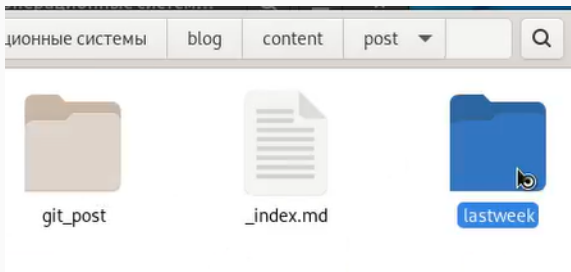 ционные системы blog content post
git_post _index.md lastweek